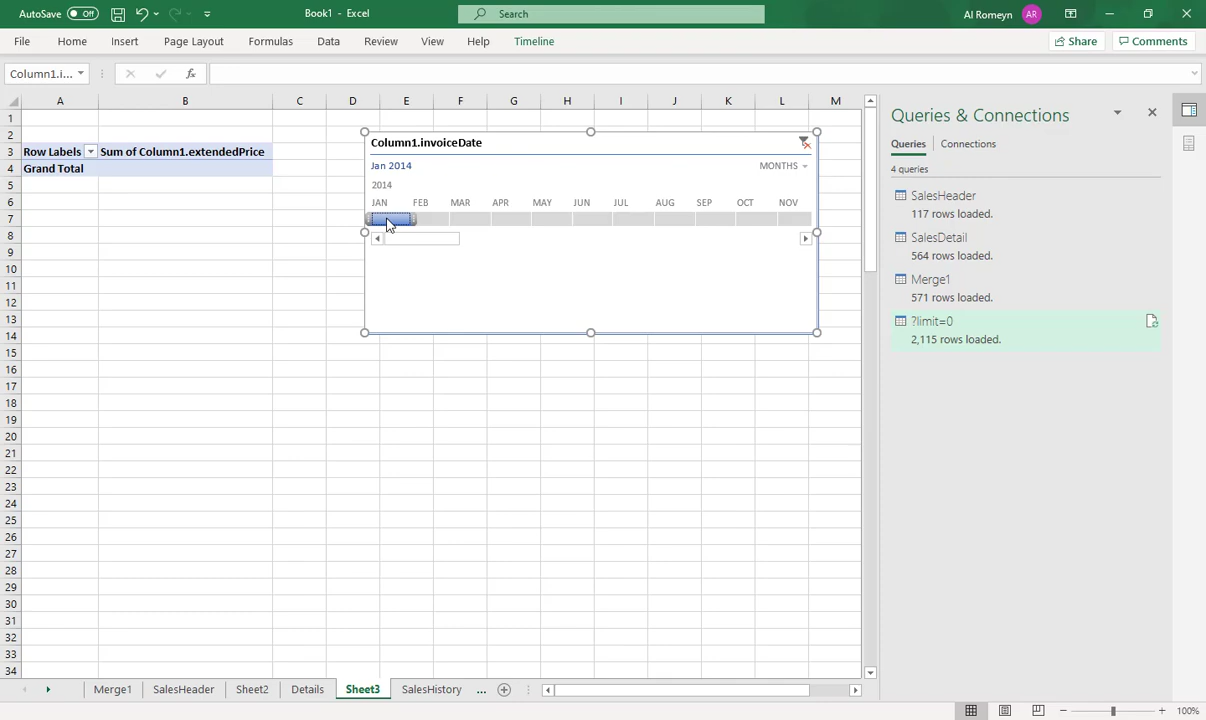 AutoSave Off Book1 - Excel Search Al Romeyn AR
File Home Insert Page Layout Formulas Data Review View Help Timeline Share Comments
Column1.i... fx
A B C D E F G H I J K L M
1
2
3 Row Labels Sum of Column1.extendedPrice
4 Grand Total
5
6
7
8
9
10
11
12
13
14
15
16
17
18
19
20
21
22
23
24
25
26
27
28
29
30
31
32
33
34
Column1.invoiceDate
Jan 2014 MONTHS
2014
JAN FEB MAR APR MAY JUN JUL AUG SEP OCT NOV
Queries & Connections
Queries Connections
4 queries
SalesHeader
117 rows loaded.
SalesDetail
564 rows loaded.
Merge1
571 rows loaded.
?limit=0
2,115 rows loaded.
Merge1 SalesHeader Sheet2 Details Sheet3 SalesHistory ...
100%